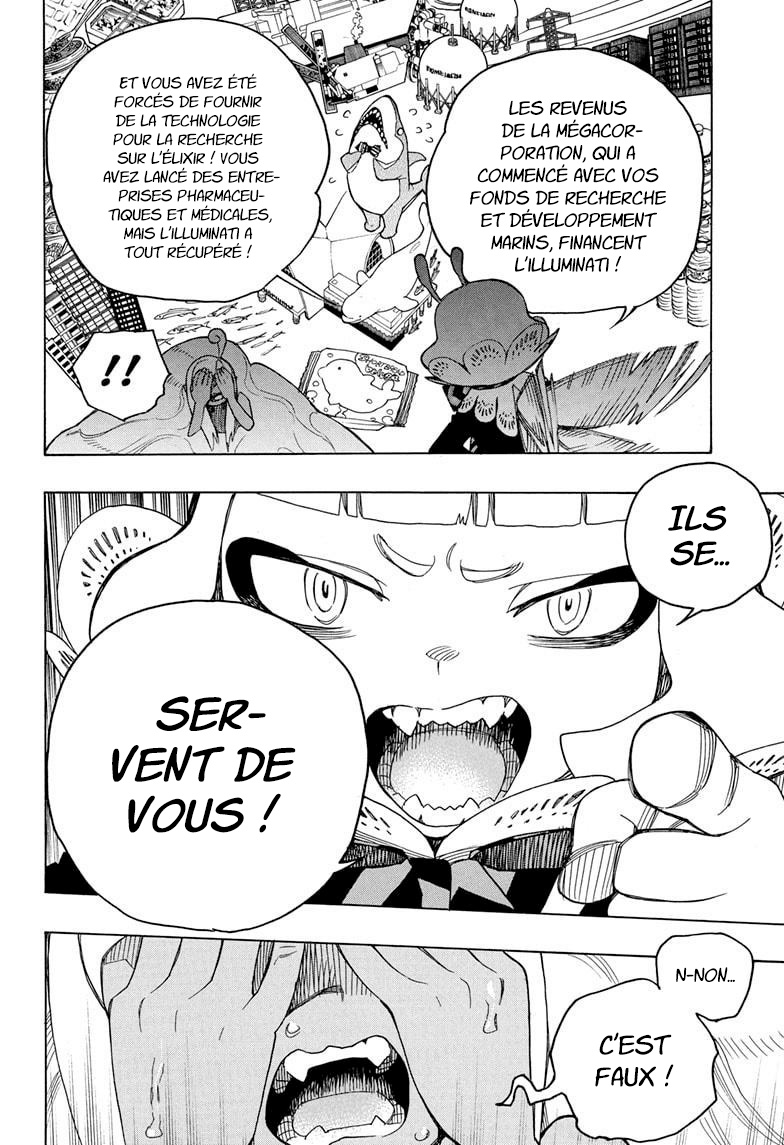 LES REVENUS
DE LA MÉGACOR-
PORATION, QUI A
COMMENCÉ AVEC VOS
FONDS DE RECHERCHE
ET DÉVELOPPEMENT
MARINS, FINANCENT
L'ILLUMINATI !
ET VOUS AVEZ ÉTÉ
FORCÉS DE FOURNIR
DE LA TECHNOLOGIE
POUR LA RECHERCHE
SUR L'ÉLIXIR ! VOUS
AVEZ LANCÉ DES ENTRE-
PRISES PHARMACEU-
TIQUES ET MÉDICALES,
MAIS L'ILLUMINATI A
TOUT RÉCUPÉRÉ !
!!
ILS
SE...
SER-
VENT DE
VOUS !
N-NON...
C'EST
FAUX !